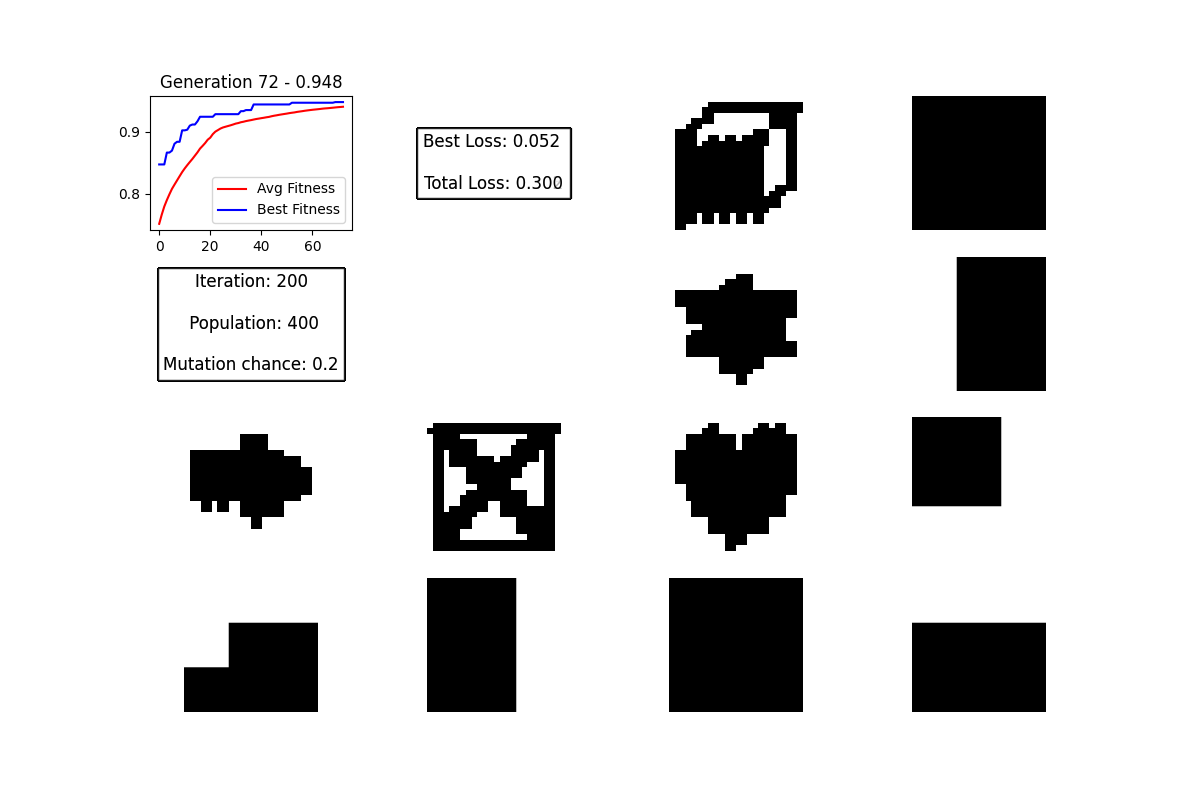 Generation 72 - 0.948
0.9
0.8
Avg Fitness
Best Fitness
0
20
40
60
Best Loss: 0.052
Total Loss: 0.300
Iteration: 200
Population: 400
Mutation chance: 0.2